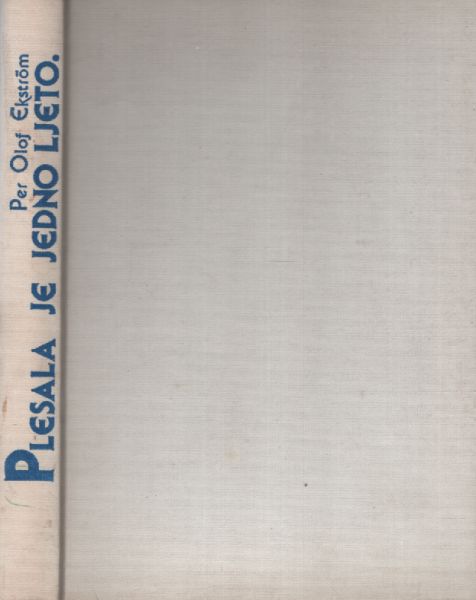 Per Olof Ekström
PLESALA JE JEDNO LJETO.